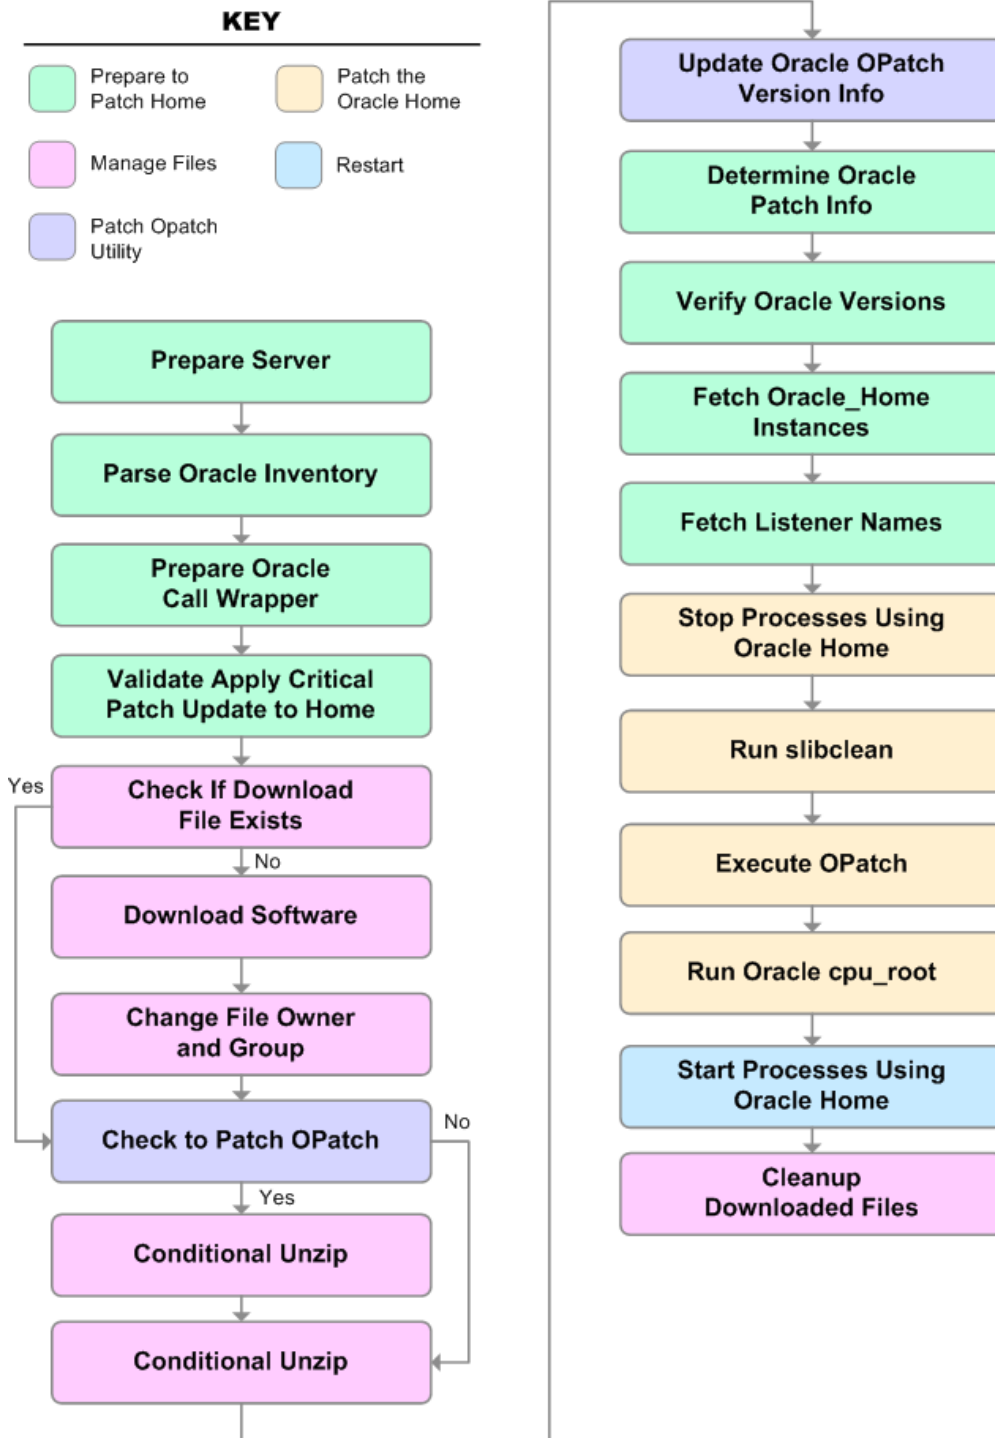 KEY
Prepare to
Patch Home
Patch the
Oracle Home
Manage Files
Restart
Patch Opatch
Utility
Prepare Server
Parse Oracle Inventory
Prepare Oracle
Call Wrapper
Validate Apply Critical
Patch Update to Home
Yes
Check If Download
File Exists
No
Download Software
Change File Owner
and Group
Check to Patch OPatch
No
Yes
Conditional Unzip
Conditional Unzip
Update Oracle OPatch
Version Info
Determine Oracle
Patch Info
Verify Oracle Versions
Fetch Oracle_Home
Instances
Fetch Listener Names
Stop Processes Using
Oracle Home
Run slibclean
Execute OPatch
Run Oracle cpu_root
Start Processes Using
Oracle Home
Cleanup
Downloaded Files